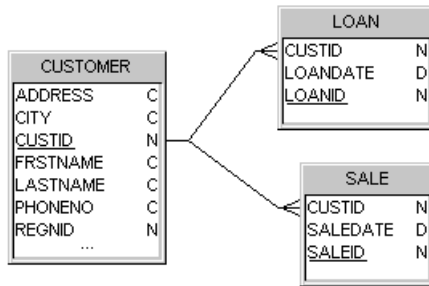 CUSTOMER
ADDRESS C
CITY C
CUSTID N
FRSTNAME C
LASTNAME C
PHONENO C
REGNID N
...
LOAN
CUSTID N
LOANDATE D
LOANID N
SALE
CUSTID N
SALEDATE D
SALEID N